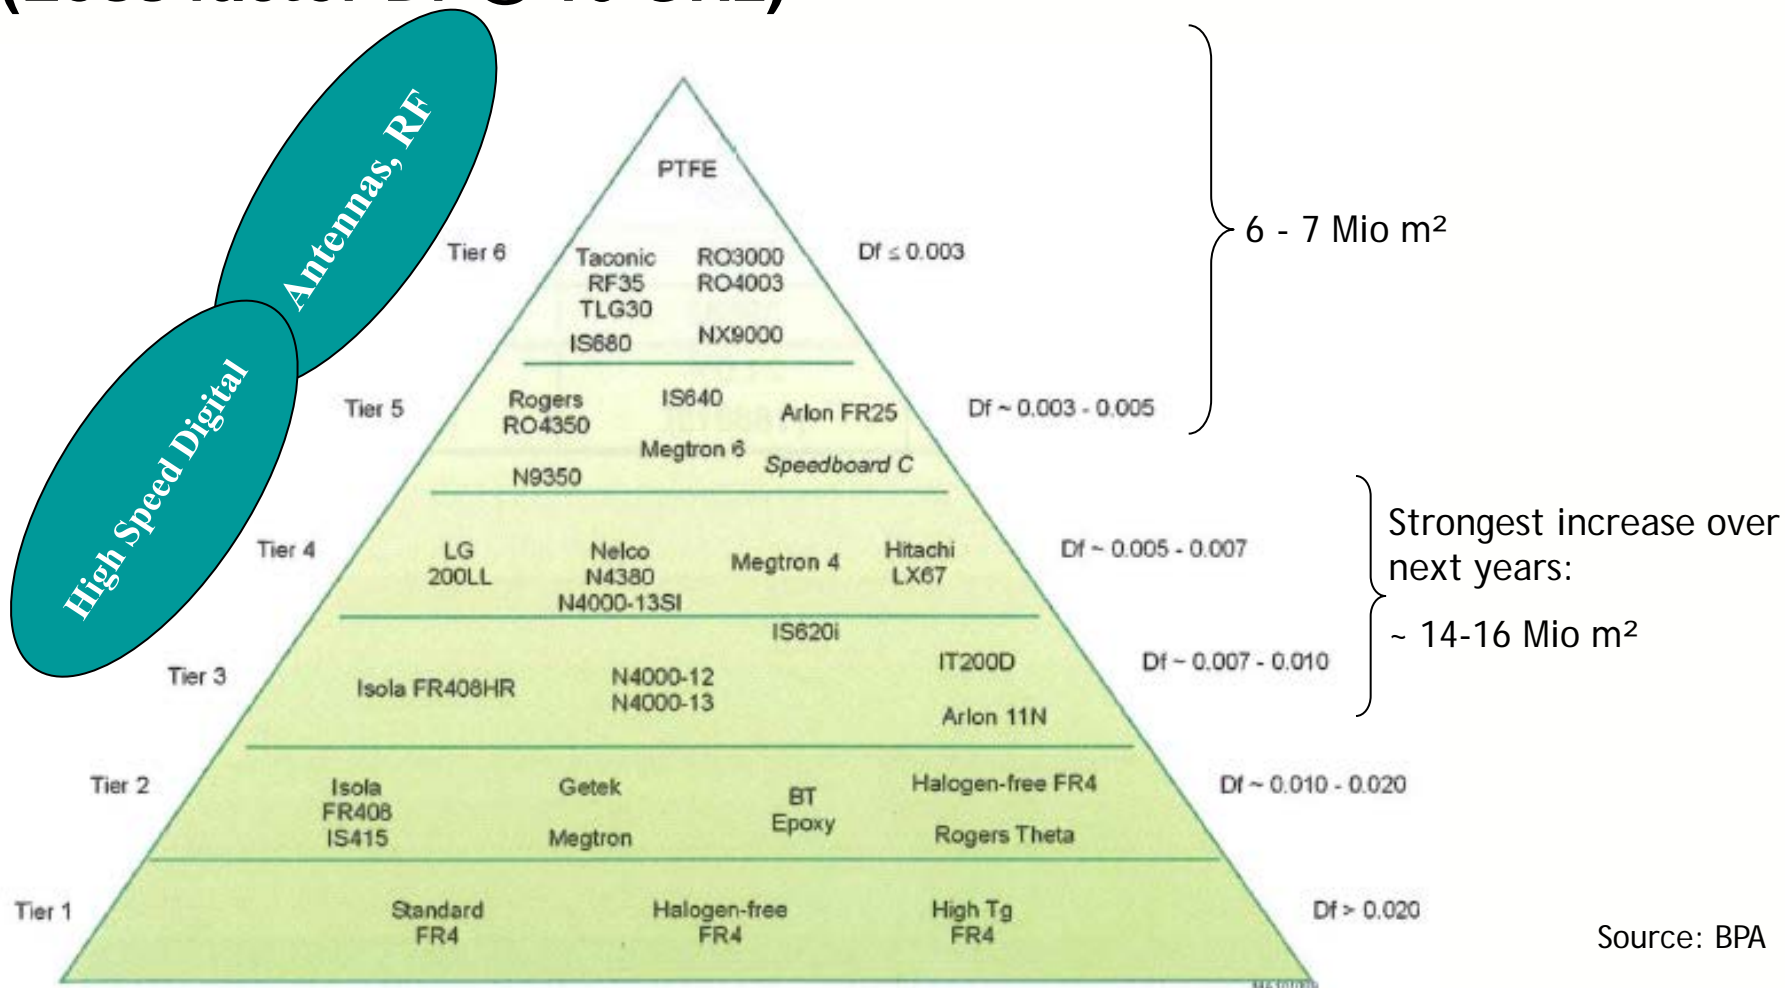 (Loss factor Df @ 10 GHz)
Antennas, RF
High Speed Digital
PTFE
Tier 6
Taconic
RF35
TLG30
IS680
RO3000
RO4003
NX9000
Df ≤ 0.003
6 - 7 Mio m²
Tier 5
Rogers
RO4350
N9350
IS640
Megtron 6
Arlon FR25
Speedboard C
Df ~ 0.003 - 0.005
Tier 4
LG
200LL
Nelco
N4380
N4000-13SI
Megtron 4
Hitachi
LX67
Df ~ 0.005 - 0.007
Strongest increase over
next years:
~ 14-16 Mio m²
Tier 3
Isola FR408HR
N4000-12
N4000-13
IS620i
IT200D
Arlon 11N
Df ~ 0.007 - 0.010
Tier 2
Isola
FR408
IS415
Getek
Megtron
BT
Epoxy
Halogen-free FR4
Rogers Theta
Df ~ 0.010 - 0.020
Tier 1
Standard
FR4
Halogen-free
FR4
High Tg
FR4
Df > 0.020
Source: BPA